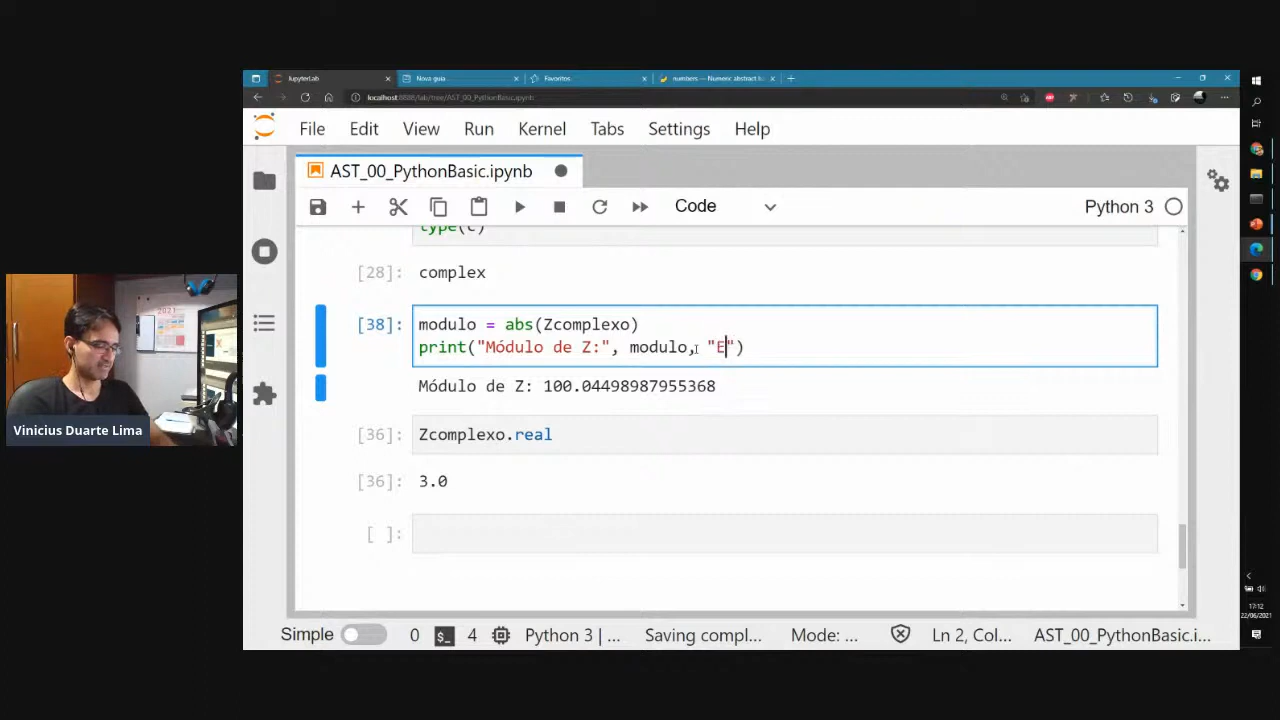 JupyterLab
Nova guia
Favoritos
numbers — Numeric abstract b
localhost:8888/lab/tree/AST_00_PythonBasic.ipynb
File Edit View Run Kernel Tabs Settings Help
AST_00_PythonBasic.ipynb
Code
Python 3
type(c)
[28]: complex
[38]: modulo = abs(Zcomplexo)
print("Módulo de Z:", modulo, "E")
Módulo de Z: 100.04498987955368
[36]: Zcomplexo.real
[36]: 3.0
[ ]:
Simple 0 $_ 4 Python 3 | ... Saving compl... Mode: ... Ln 2, Col... AST_00_PythonBasic.i...
Vinicius Duarte Lima
2021
17:12
22/06/2021